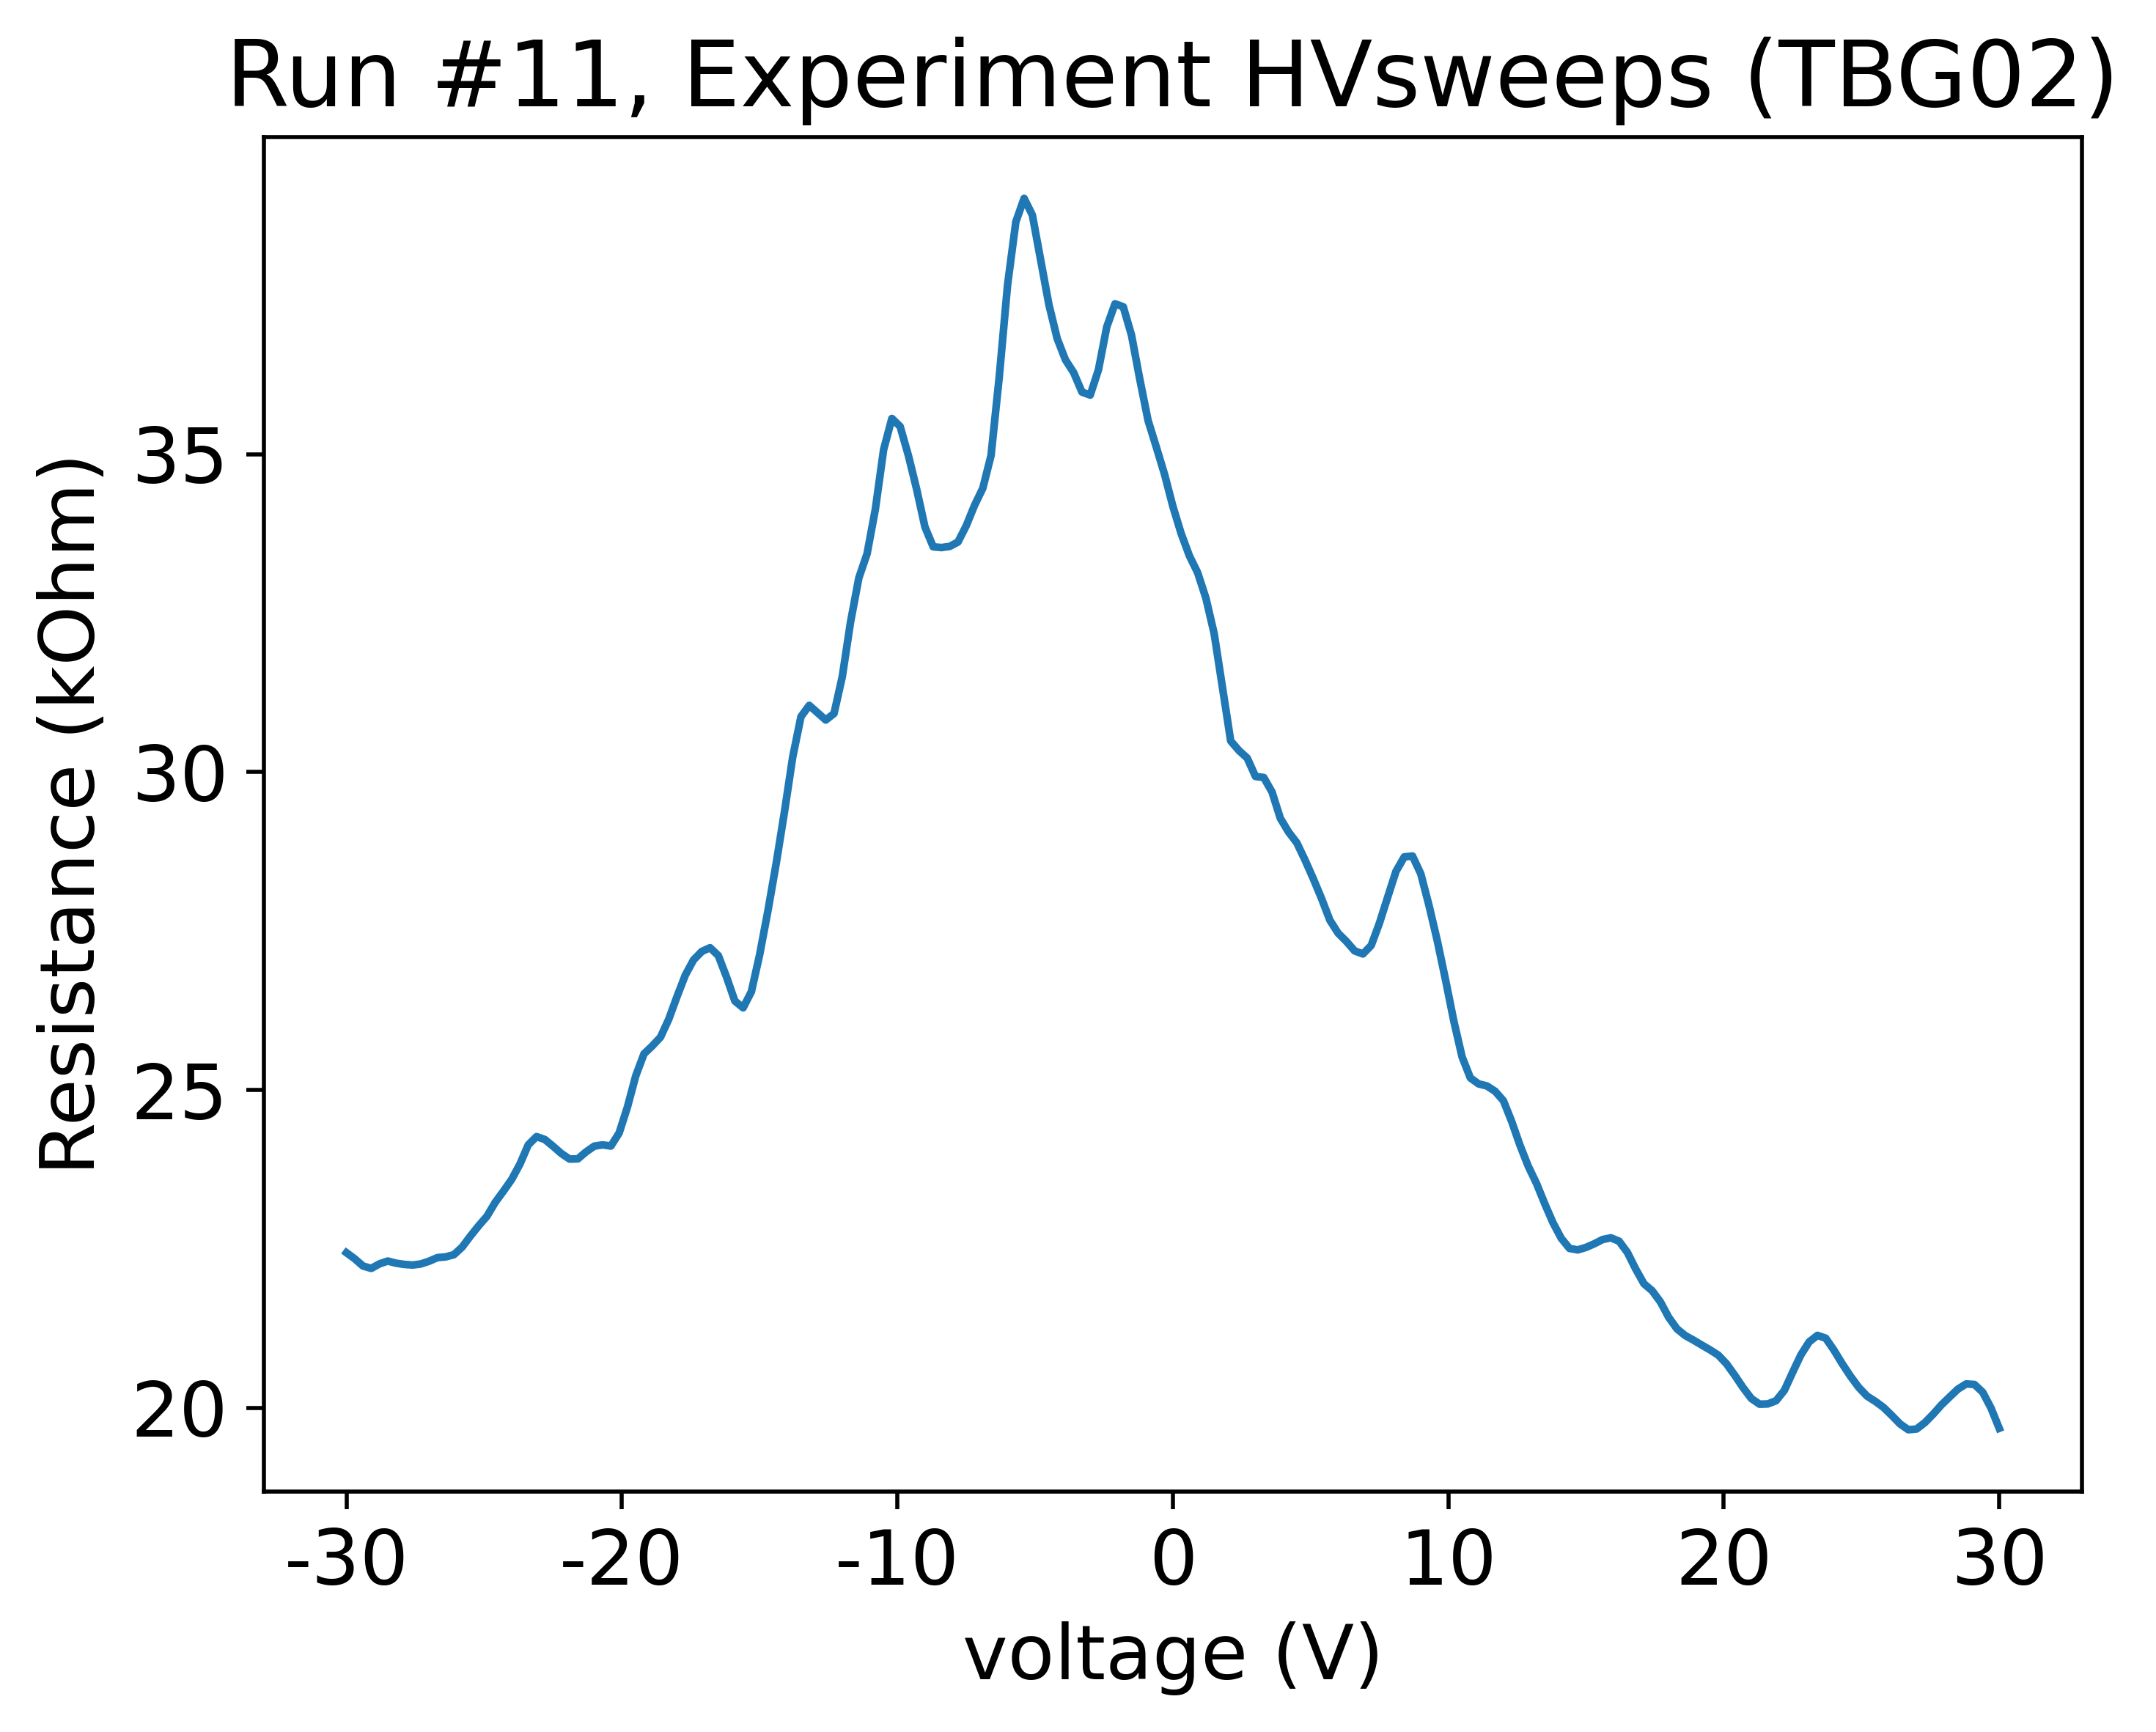 Run #11, Experiment HVsweeps (TBG02)
Resistance (kOhm)
35
30
25
20
-30 -20 -10 0 10 20 30
voltage (V)